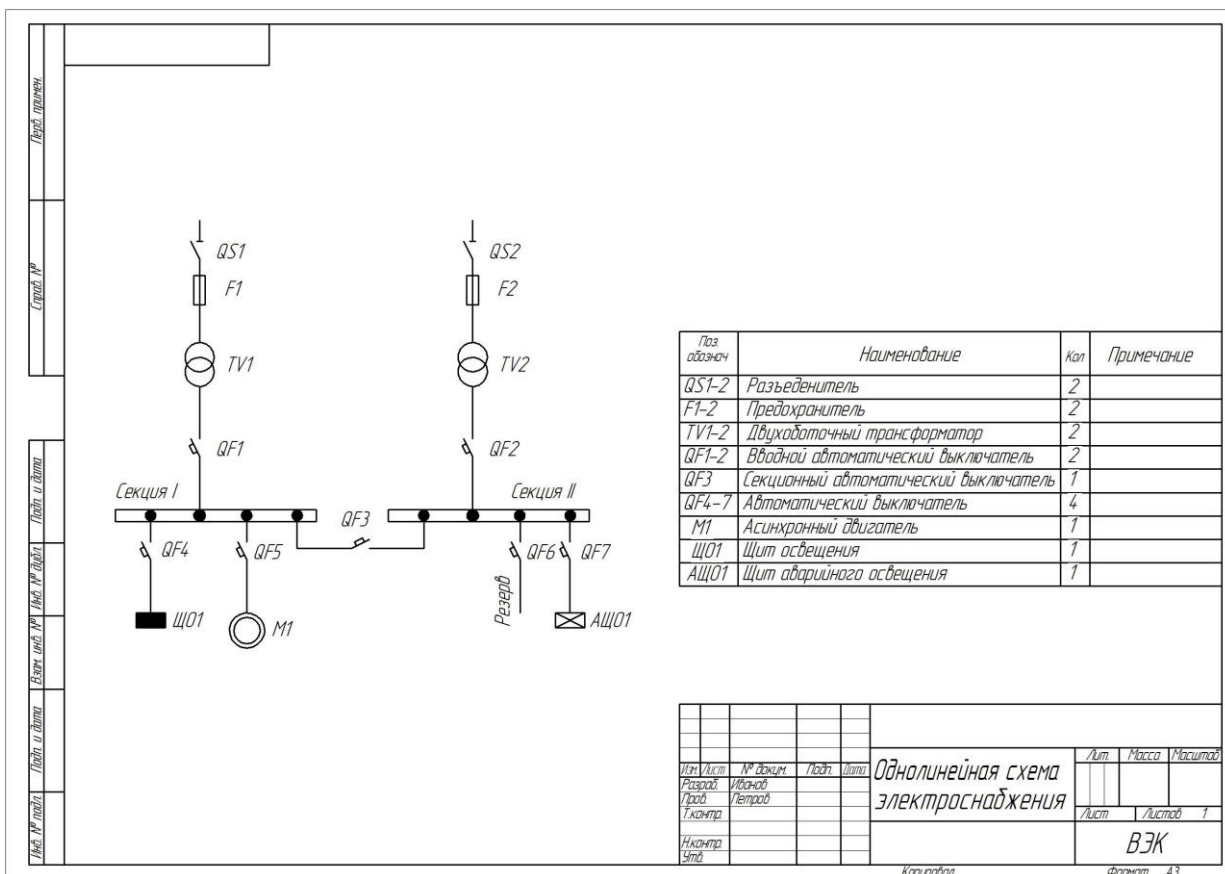 Перв. примен.
Справ. №
Подп. и дата
Инв. № дубл.
Взам. инв. №
Подп. и дата
Инв. № подл.
QS1
QS2
F1
F2
TV1
TV2
QF1
QF2
Секция I
Секция II
QF3
QF4
QF5
QF6
QF7
Резерв
ЩО1
М1
АЩО1
Поз. обознач
Наименование
Кол
Примечание
QS1-2 Разъеденитель 2
F1-2 Предохранитель 2
TV1-2 Двухоботочный трансформатор 2
QF1-2 Вводной автоматический выключатель 2
QF3 Секционный автоматический выключатель 1
QF4-7 Автоматический выключатель 4
М1 Асинхронный двигатель 1
ЩО1 Щит освещения 1
АЩО1 Щит аварийного освещения 1
Изм. Лист № докум. Подп. Дата
Разраб. Иванов
Пров. Петров
Т.контр.
Н.контр.
Утв.
Однолинейная схема
электроснабжения
Лит. Масса Масштаб
Лист Листов 1
ВЭК
Копировал Формат А3